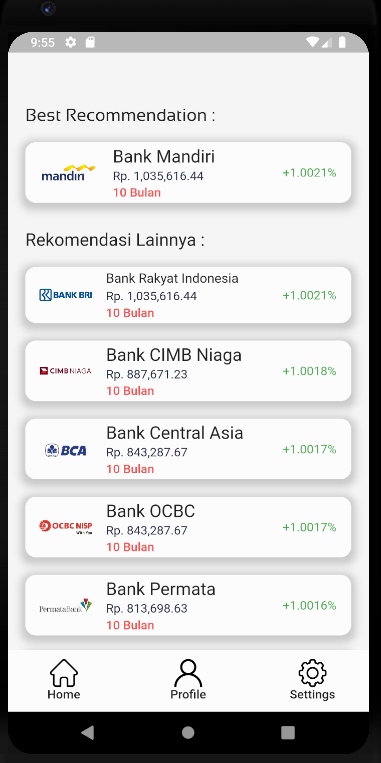 9:55
Best Recommendation :
mandiri
Bank Mandiri
Rp. 1,035,616.44
10 Bulan
+1.0021%
Rekomendasi Lainnya :
BANK BRI
Bank Rakyat Indonesia
Rp. 1,035,616.44
10 Bulan
+1.0021%
CIMB NIAGA
Bank CIMB Niaga
Rp. 887,671.23
10 Bulan
+1.0018%
BCA
Bank Central Asia
Rp. 843,287.67
10 Bulan
+1.0017%
OCBC NISP
With You
Bank OCBC
Rp. 843,287.67
10 Bulan
+1.0017%
PermataBank
Bank Permata
Rp. 813,698.63
10 Bulan
+1.0016%
Home
Profile
Settings